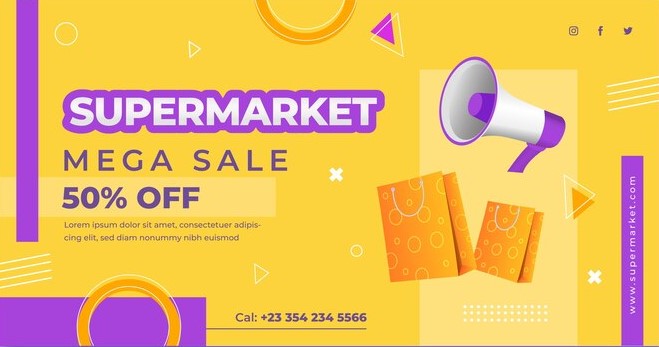 SUPERMARKET
MEGA SALE
50% OFF
Lorem ipsum dolor sit amet, consectetuer adipis-
cing elit, sed diam nonummy nibh euismod
Cal: +23 354 234 5566
www.supermarket.com